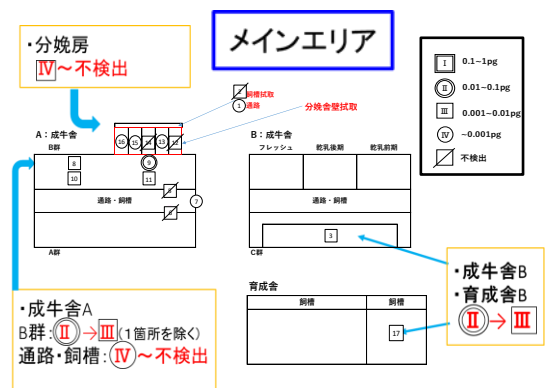 メインエリア
・分娩房
Ⅳ～不検出
飼槽拭取
1 通路
分娩舎壁拭取
Ⅰ 0.1~1pg
Ⅱ 0.01~0.1pg
Ⅲ 0.001~0.01pg
Ⅳ ~0.001pg
不検出
A：成牛舎
B群
16 15 14 13 12
8 9
10 11
通路・飼槽
7
A群
B：成牛舎
フレッシュ 乾乳後期 乾乳前期
通路・飼槽
3
C群
育成舎
飼槽 飼槽
17
・成牛舎A
B群：Ⅱ→Ⅲ(1箇所を除く)
通路・飼槽：Ⅳ～不検出
・成牛舎B
・育成舎B
Ⅱ→Ⅲ